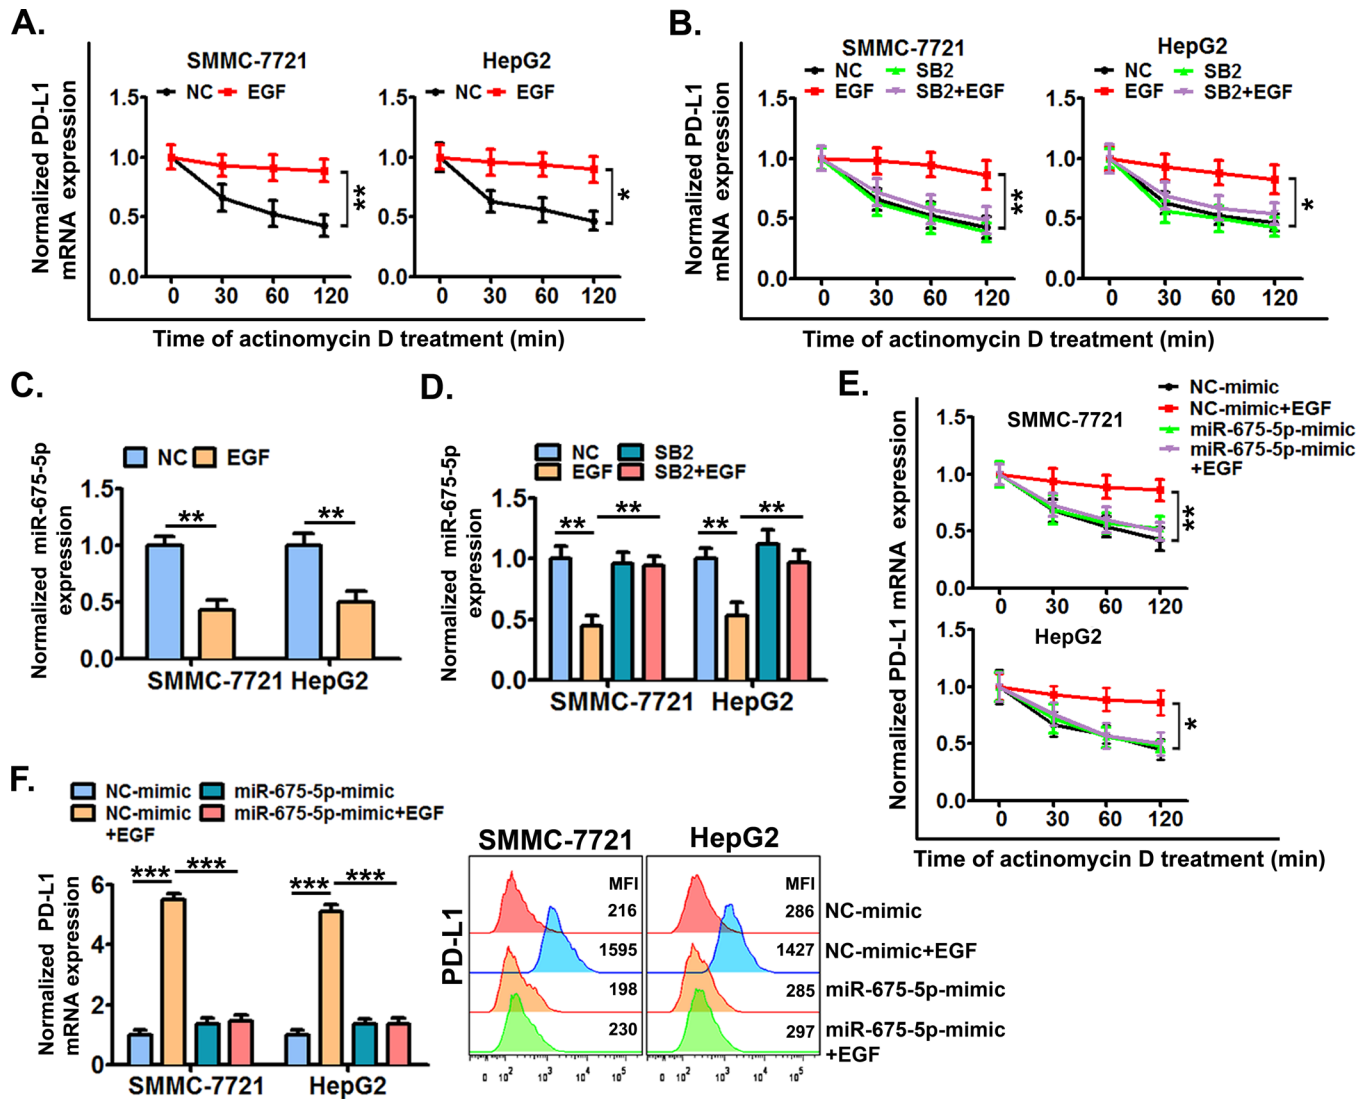 A.
SMMC-7721
HepG2
NC EGF
NC EGF
Normalized PD-L1
mRNA expression
1.5
1.0
0.5
0.0
0 30 60 120
**
1.5
1.0
0.5
0.0
0 30 60 120
*
Time of actinomycin D treatment (min)
B.
SMMC-7721
HepG2
NC SB2
EGF SB2+EGF
NC SB2
EGF SB2+EGF
Normalized PD-L1
mRNA expression
1.5
1.0
0.5
0.0
0 30 60 120
**
1.5
1.0
0.5
0.0
0 30 60 120
*
Time of actinomycin D treatment (min)
C.
NC EGF
Normalized miR-675-5p
expression
1.5
1.0
0.5
0.0
** **
SMMC-7721 HepG2
D.
NC SB2
EGF SB2+EGF
Normalized miR-675-5p
expression
1.5
1.0
0.5
0.0
** ** ** **
SMMC-7721 HepG2
E.
NC-mimic
NC-mimic+EGF
miR-675-5p-mimic
miR-675-5p-mimic
+EGF
SMMC-7721
Normalized PD-L1 mRNA expression
1.5
1.0
0.5
0.0
0 30 60 120
**
HepG2
1.5
1.0
0.5
0.0
0 30 60 120
*
Time of actinomycin D treatment (min)
F.
NC-mimic miR-675-5p-mimic
NC-mimic miR-675-5p-mimic+EGF
+EGF
Normalized PD-L1
mRNA expression
6
4
2
0
*** *** *** ***
SMMC-7721 HepG2
SMMC-7721 HepG2
PD-L1
MFI MFI
216 286 NC-mimic
1595 1427 NC-mimic+EGF
198 285 miR-675-5p-mimic
230 297 miR-675-5p-mimic
+EGF
0 10² 10³ 10⁴ 10⁵
0 10² 10³ 10⁴ 10⁵